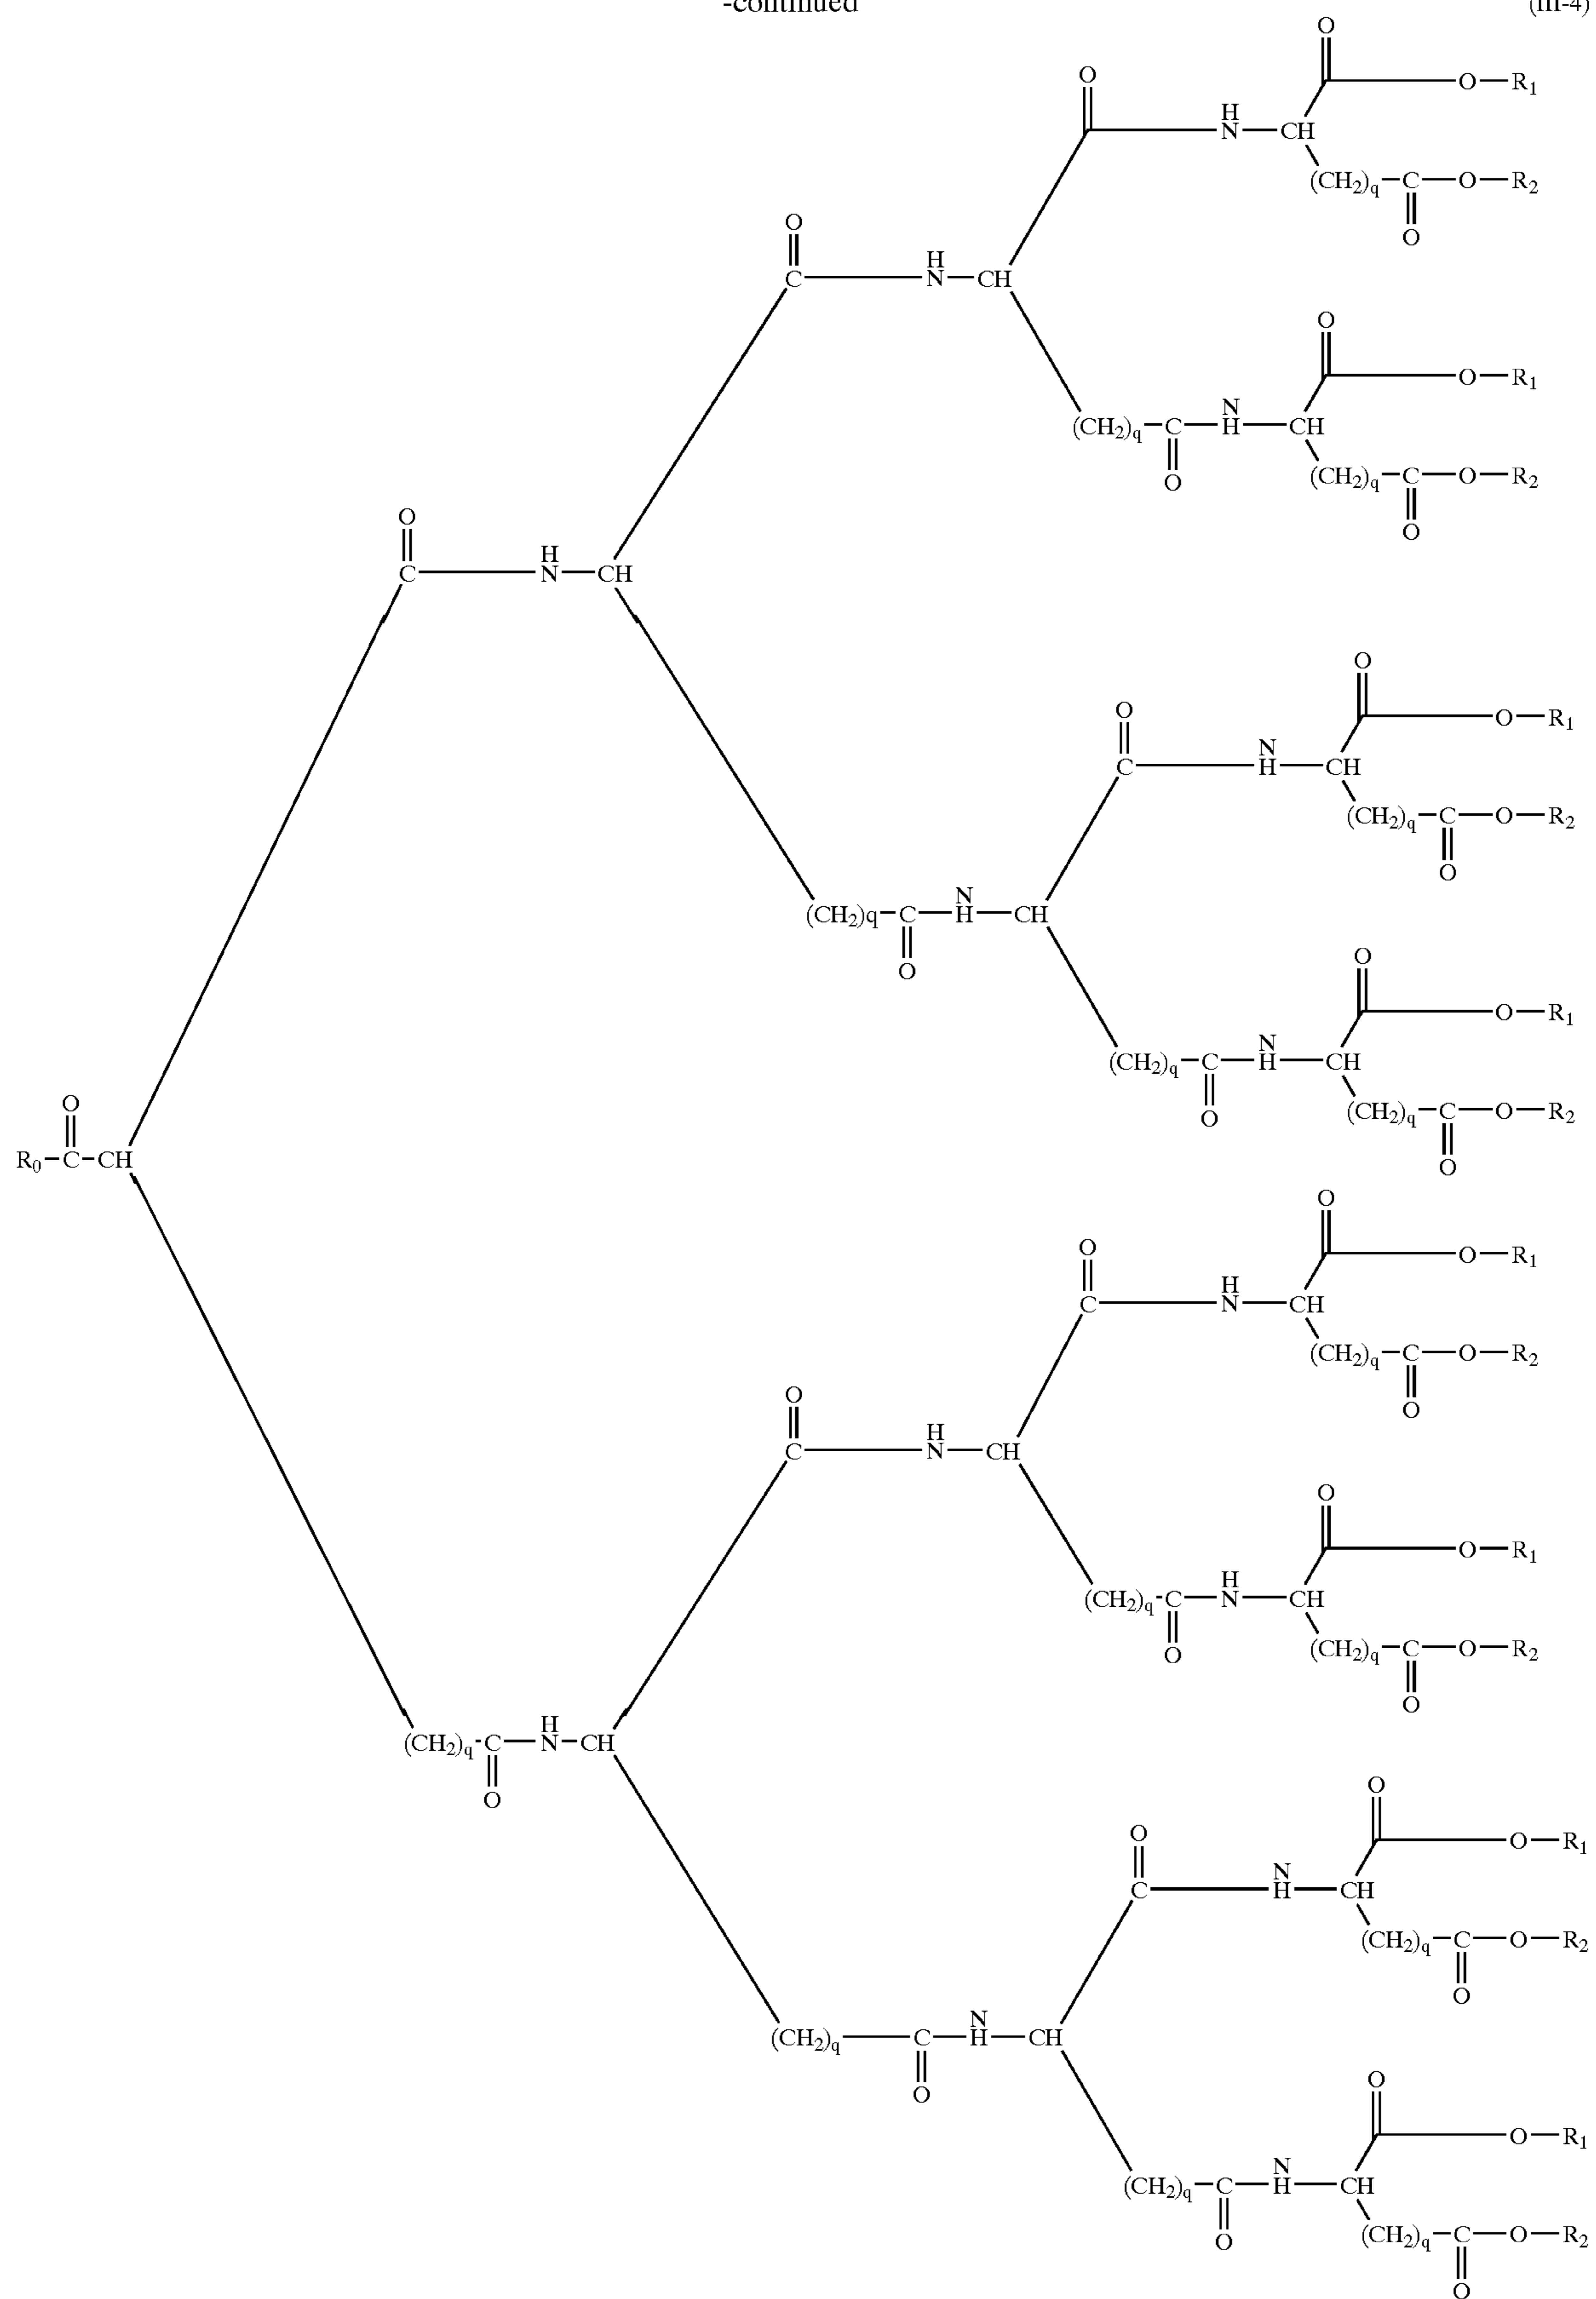 -continued
(III-4)
O
O
C O—R₁
H
N—CH
(CH₂)q—C—O—R₂
O
O
C
H
N—CH
O
O—R₁
(CH₂)q—C—N
H—CH
O
(CH₂)q—C—O—R₂
O
O
C
H
N—CH
O
O
O—R₁
C
N
H—CH
(CH₂)q—C—O—R₂
O
(CH₂)q—C—N
H—CH
O
O
O—R₁
(CH₂)q—C—N
H—CH
O
R₀—C—CH
O
(CH₂)q—C—O—R₂
O
O
O
O—R₁
C
H
N—CH
(CH₂)q—C—O—R₂
O
O
C
H
N—CH
O
O—R₁
(CH₂)q—C—N
H—CH
O
(CH₂)q—C—O—R₂
O
(CH₂)q—C—N
H—CH
O
O
O
O—R₁
C
N
H—CH
(CH₂)q—C—O—R₂
O
(CH₂)q—C—N
H—CH
O
O
O—R₁
(CH₂)q—C—N
H—CH
O
(CH₂)q—C—O—R₂
O